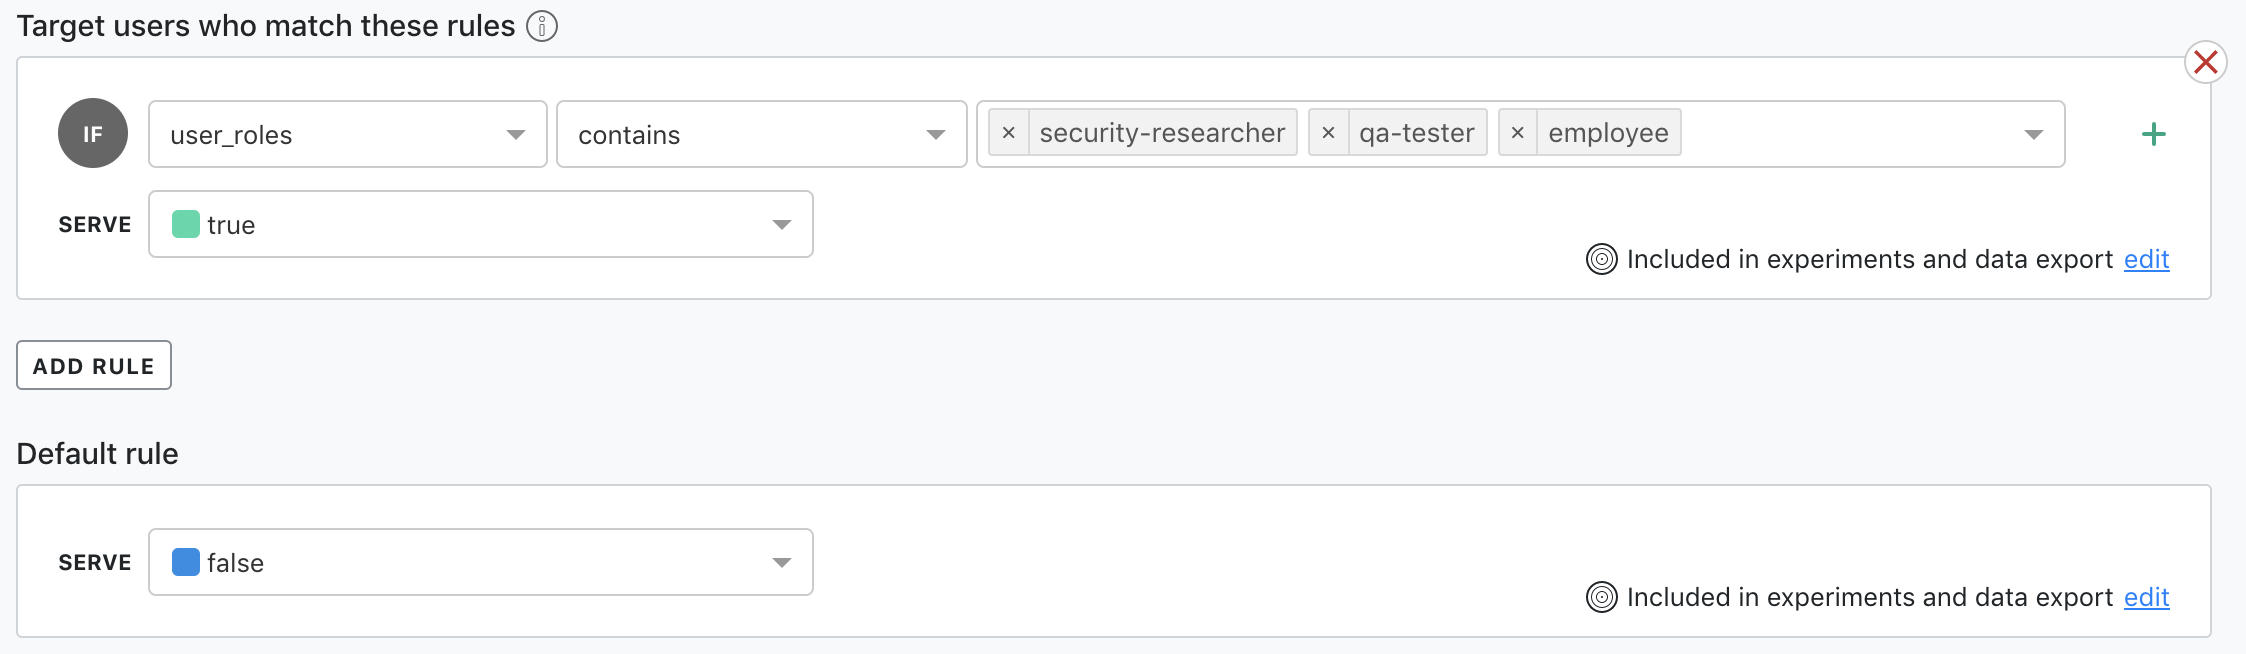 Target users who match these rules
IF user_roles contains × security-researcher × qa-tester × employee +
SERVE true
Included in experiments and data export edit
ADD RULE
Default rule
SERVE false
Included in experiments and data export edit